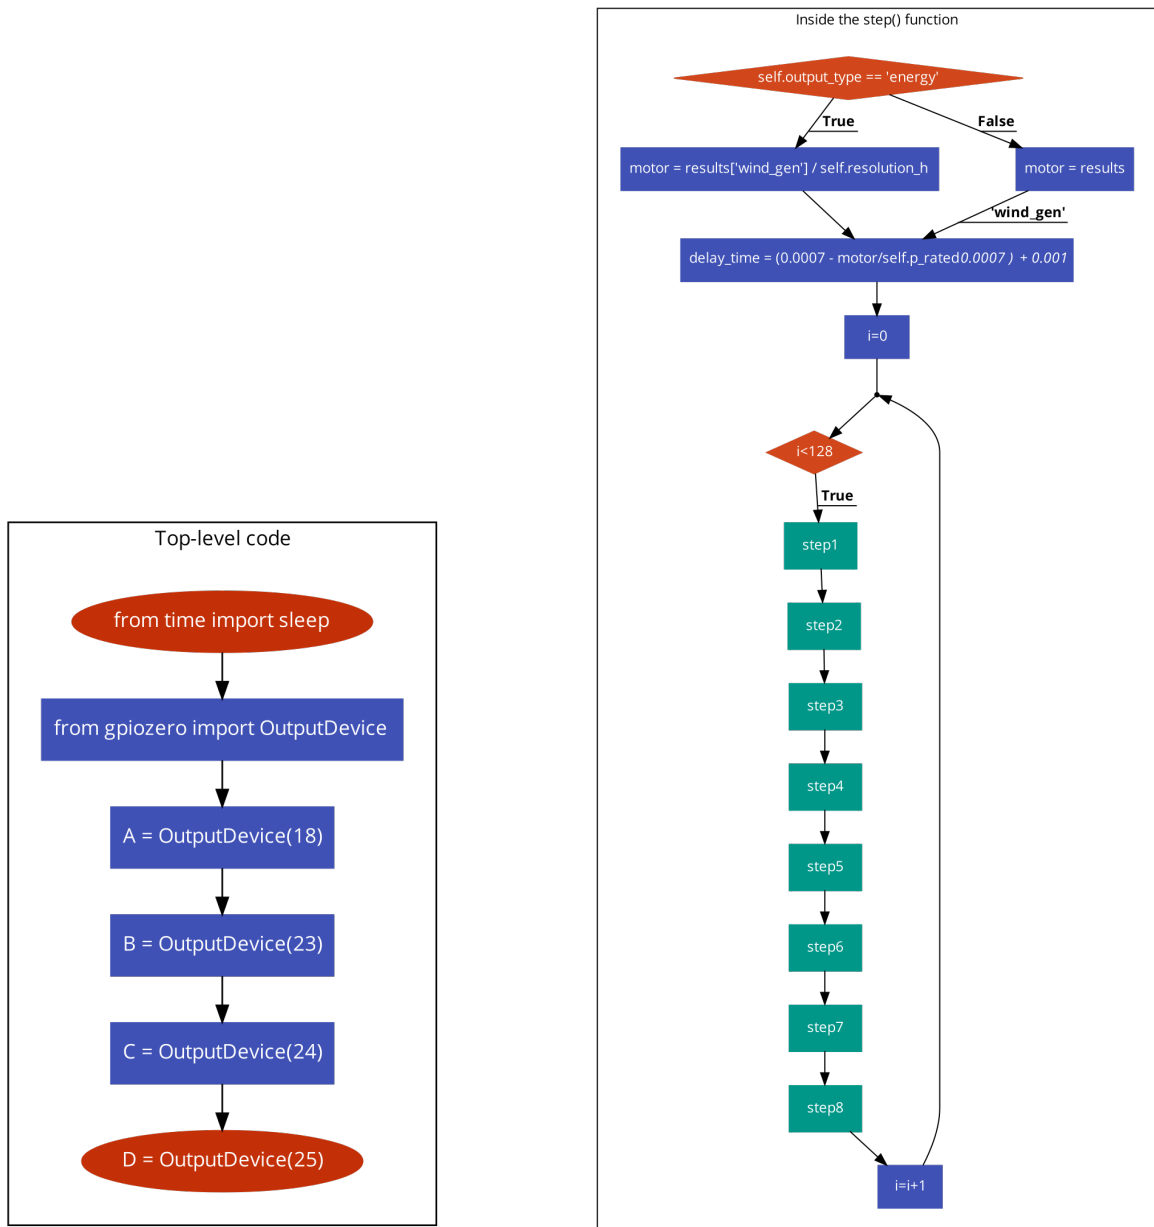 Top-level code
from time import sleep
from gpiozero import OutputDevice
A = OutputDevice(18)
B = OutputDevice(23)
C = OutputDevice(24)
D = OutputDevice(25)
Inside the step() function
self.output_type == 'energy'
True
False
motor = results['wind_gen'] / self.resolution_h
motor = results
'wind_gen'
delay_time = (0.0007 - motor/self.p_rated0.0007 ) + 0.001
i=0
i<128
True
step1
step2
step3
step4
step5
step6
step7
step8
i=i+1